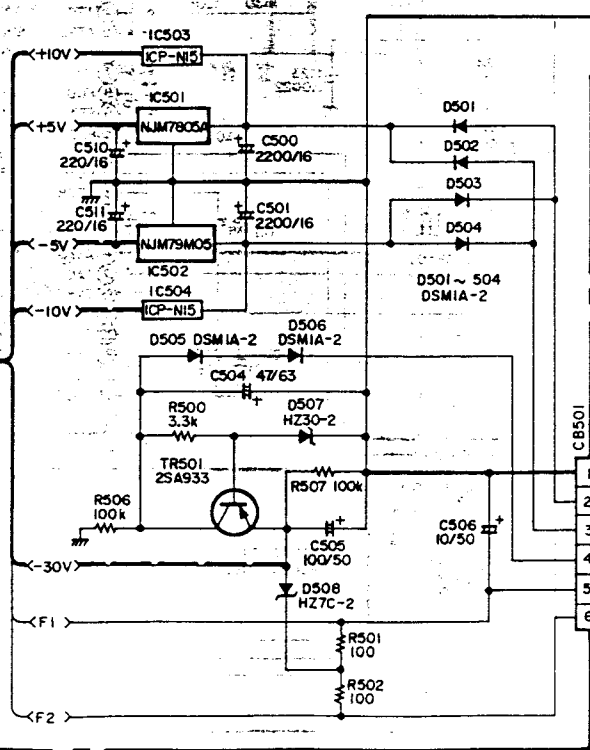 IC503
+10V
ICP-N15
IC501
+5V
NJM7805A
D501
C510
220/16
+
+
C500
2200/16
D502
D503
C511
220/16
+
+
C501
2200/16
D504
-5V
NJM79M05
IC502
D501~504
DSM1A-2
IC504
-10V
ICP-N15
D505 DSM1A-2
D506
DSM1A-2
C504 47/63
+
R500
3.3k
D507
HZ30-2
CB501
TR501
2SA933
R507 100k
1
R506
100k
2
+
C505
100/50
C506
10/50
+
3
-30V
4
D508
HZ7C-2
5
F1
6
R501
100
R502
100
F2